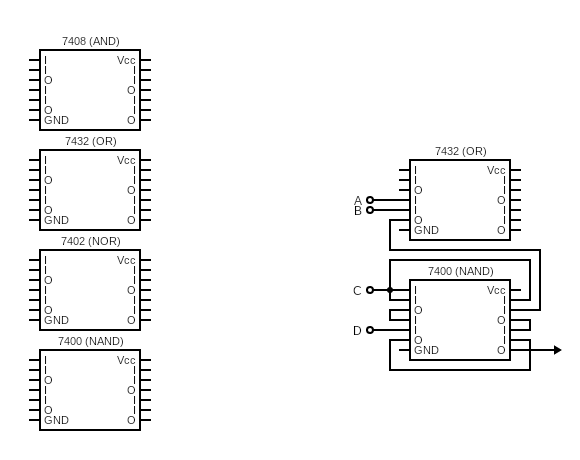 7408 (AND)
I Vcc
I I
O I
I O
I I
O I
GND O
7432 (OR)
I Vcc
I I
O I
I O
I I
O I
GND O
7402 (NOR)
I Vcc
I I
O I
I O
I I
O I
GND O
7400 (NAND)
I Vcc
I I
O I
I O
I I
O I
GND O
7432 (OR)
I Vcc
I I
O I
A I O
B I I
O I
GND O
7400 (NAND)
C I Vcc
I I
O I
I O
D I I
O I
GND O